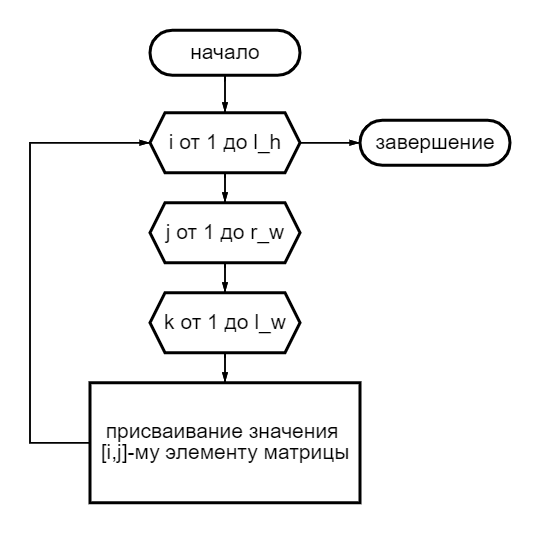 начало
i от 1 до l_h
завершение
j от 1 до r_w
k от 1 до l_w
присваивание значения
[i,j]-му элементу матрицы